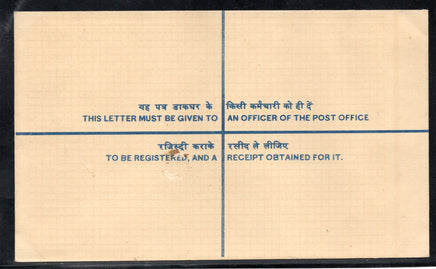 यह पत्र डाकघर के किसी कर्मचारी को ही दें
THIS LETTER MUST BE GIVEN TO AN OFFICER OF THE POST OFFICE
रजिस्ट्री कराके रसीद ले लीजिए
TO BE REGISTERED, AND A RECEIPT OBTAINED FOR IT.